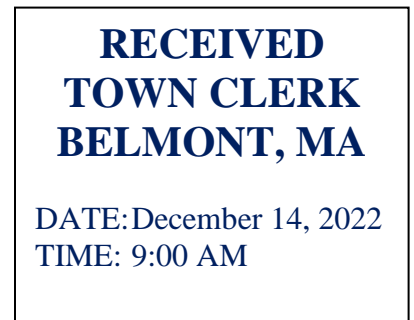 RECEIVED
TOWN CLERK
BELMONT, MA
DATE:December 14, 2022
TIME: 9:00 AM